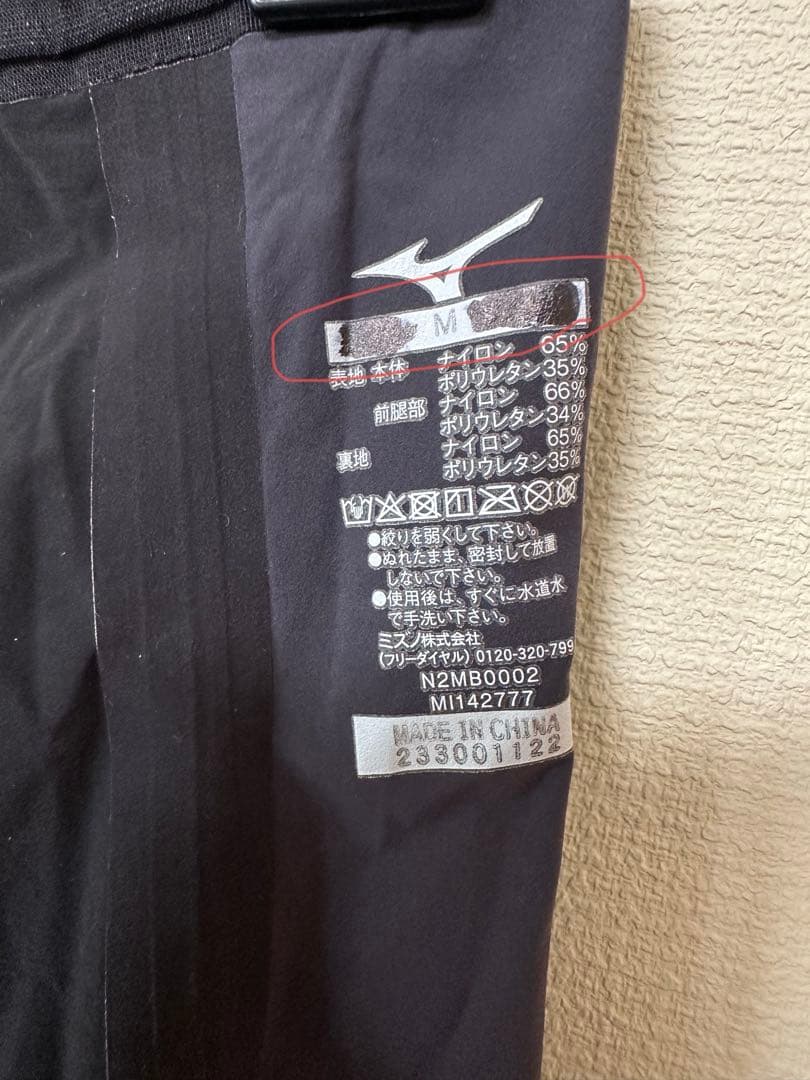 M
表地 本体 ナイロン 65%
ポリウレタン35%
前腿部 ナイロン 66%
ポリウレタン34%
裏地 ナイロン 65%
ポリウレタン35%
●絞りを弱くして下さい。
●ぬれたまま、密封して放置
しないで下さい。
●使用後は、すぐに水道水
で手洗い下さい。
ミズノ株式会社
(フリーダイヤル) 0120-320-799
N2MB0002
MI142777
MADE IN CHINA
233001122